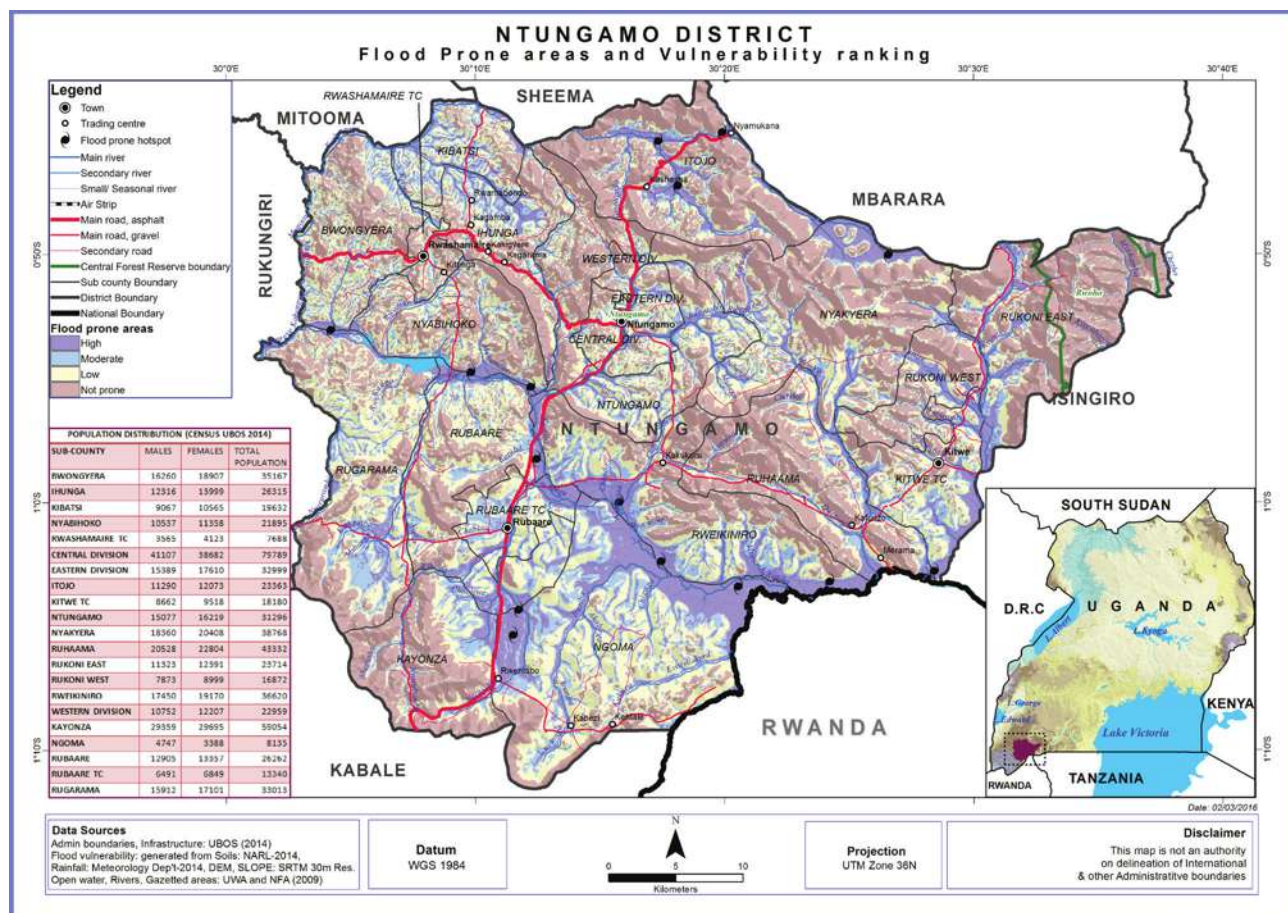 NTUNGAMO DISTRICT
Flood Prone areas and Vulnerability ranking
30°0'E
30°10'E
30°20'E
30°30'E
30°40'E
Legend
Town
Trading centre
Flood prone hotspot
Main river
Secondary river
Small/ Seasonal river
Air Strip
Main road, asphalt
Main road, gravel
Secondary road
Central Forest Reserve boundary
Sub county Boundary
District Boundary
National Boundary
Flood prone areas
High
Moderate
Low
Not prone
RWASHAMAIRE TC
MITOOMA
SHEEMA
RUKUNGIRI
MBARARA
ISINGIRO
KABALE
RWANDA
0°50'S
0°50'S
1°0'S
1°0'S
1°10'S
1°10'S
KIBATSI
ITOJO
Nyamukana
BWONGYERA
IHUNGA
Kagarama
Rwashamaire
WESTERN DIV.
EASTERN DIV.
Ntungamo
Ntungamo
CENTRAL DIV.
NYABIHOKO
NYAKYERA
RUKONI EAST
RUKONI WEST
NTUNGAMO
NTUNGAMO
RUBAARE
RUGARAMA
RUHAAMA
Kitwe
KITWE TC
RUBAARE TC
Rubaare
RWEIKINIRO
Merama
KAYONZA
NGOMA
POPULATION DISTRIBUTION (CENSUS UBOS 2014)
SUB-COUNTY MALES FEMALES TOTAL POPULATION
BWONGYERA 16260 18907 35167
IHUNGA 12316 13999 26315
KIBATSI 9067 10565 19632
NYABIHOKO 10537 11358 21895
RWASHAMAIRE TC 3565 4123 7688
CENTRAL DIVISION 41107 38682 79789
EASTERN DIVISION 15389 17610 32999
ITOJO 11290 12073 23363
KITWE TC 8662 9518 18180
NTUNGAMO 15077 16219 31296
NYAKYERA 18360 20408 38768
RUHAAMA 20528 22804 43332
RUKONI EAST 11323 12391 23714
RUKONI WEST 7873 8999 16872
RWEIKINIRO 17450 19170 36620
WESTERN DIVISION 10752 12207 22959
KAYONZA 29359 29695 59054
NGOMA 4747 3388 8135
RUBAARE 12905 13357 26262
RUBAARE TC 6491 6849 13340
RUGARAMA 15912 17101 33013
SOUTH SUDAN
D.R.C
UGANDA
L. Albert
L.Kyoga
L. George
L. Edward
Lake Victoria
KENYA
RWANDA
TANZANIA
Date: 02/03/2016
Data Sources
Admin boundaries, Infrastructure: UBOS (2014)
Flood vulnerability: generated from Soils: NARL-2014,
Rainfall: Meteorology Dep't-2014, DEM, SLOPE: SRTM 30m Res.
Open water, Rivers, Gazetted areas: UWA and NFA (2009)
Datum
WGS 1984
N
0 5 10
Kilometers
Projection
UTM Zone 36N
Disclaimer
This map is not an authority
on delineation of International
& other Administraitve boundaries